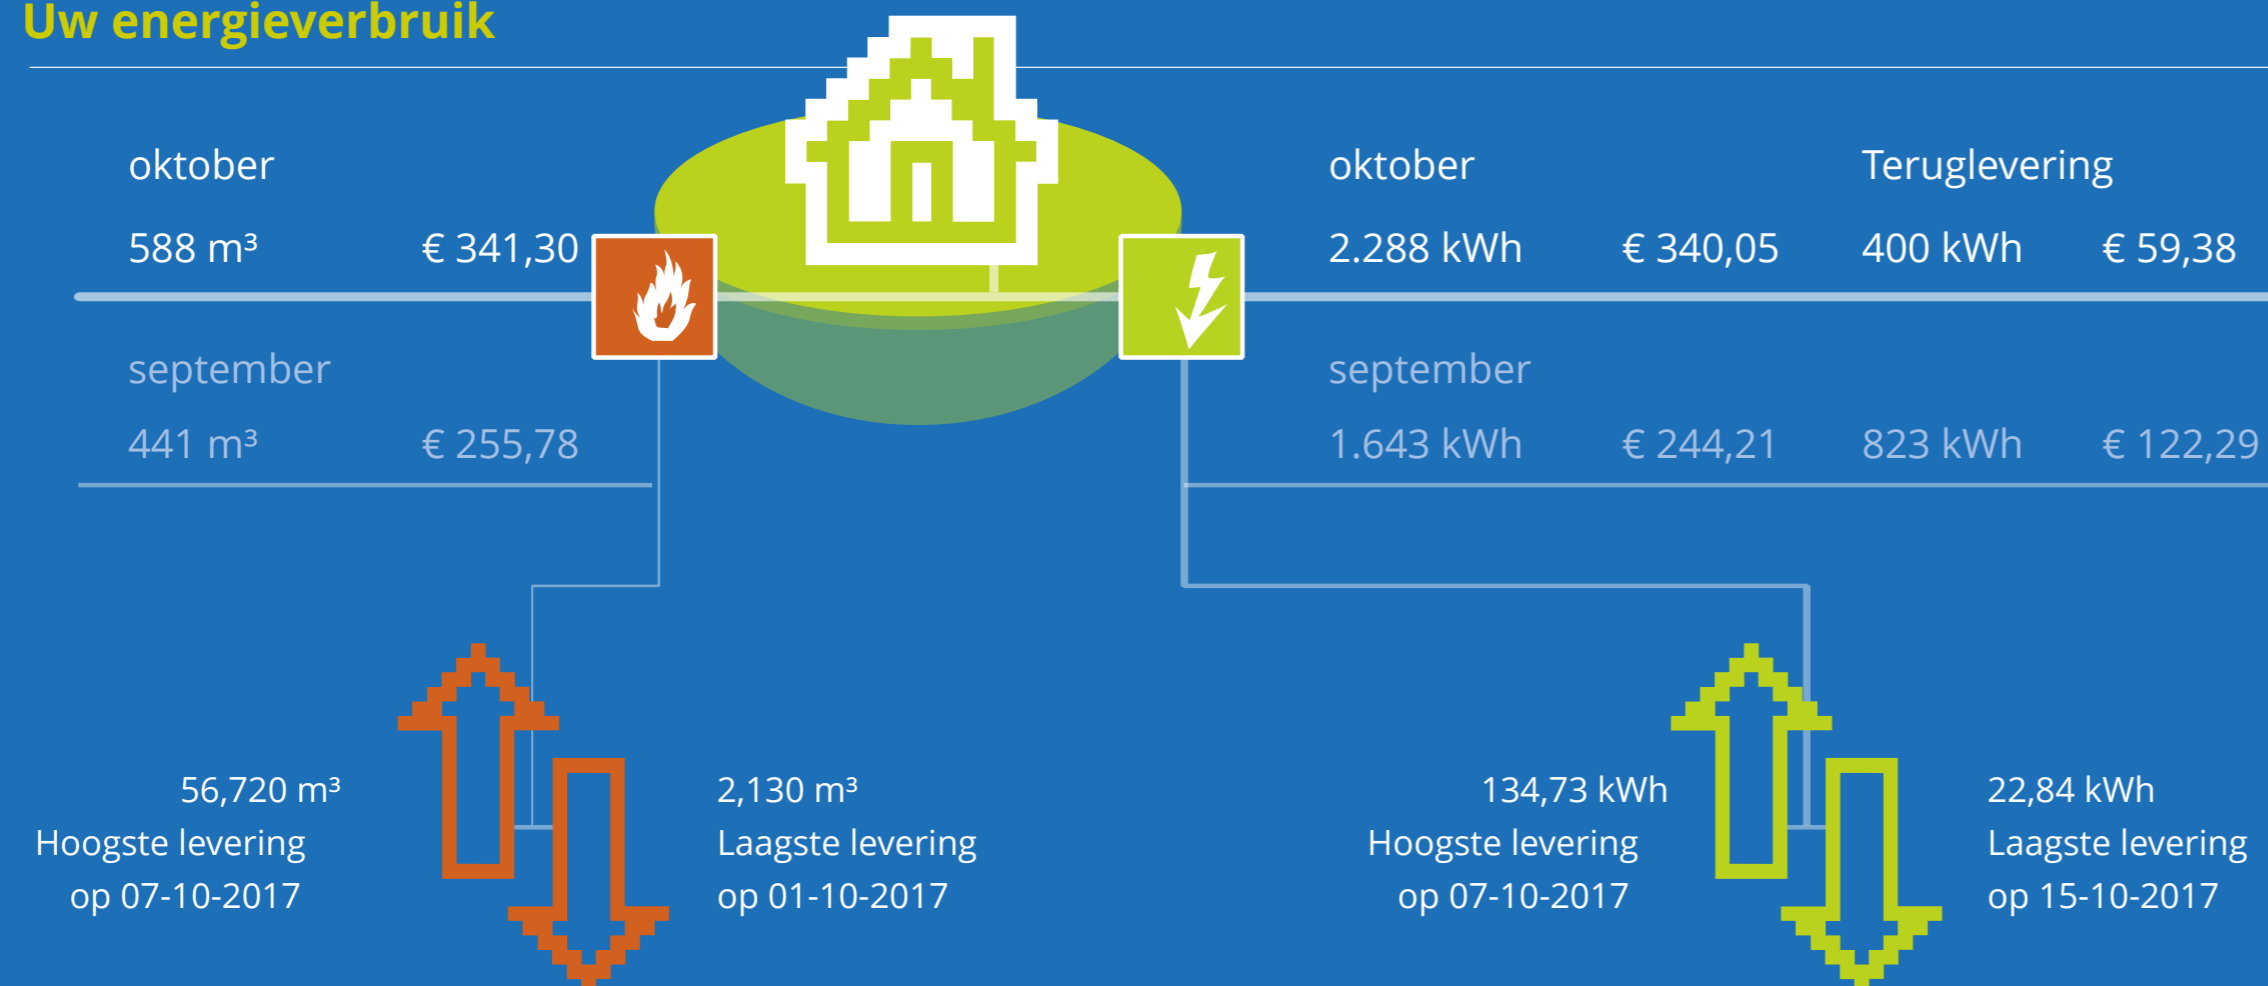 Uw energieverbruik
oktober
588 m³ € 341,30
september
441 m³ € 255,78
oktober Teruglevering
2.288 kWh € 340,05 400 kWh € 59,38
september
1.643 kWh € 244,21 823 kWh € 122,29
56,720 m³
Hoogste levering
op 07-10-2017
2,130 m³
Laagste levering
op 01-10-2017
134,73 kWh
Hoogste levering
op 07-10-2017
22,84 kWh
Laagste levering
op 15-10-2017